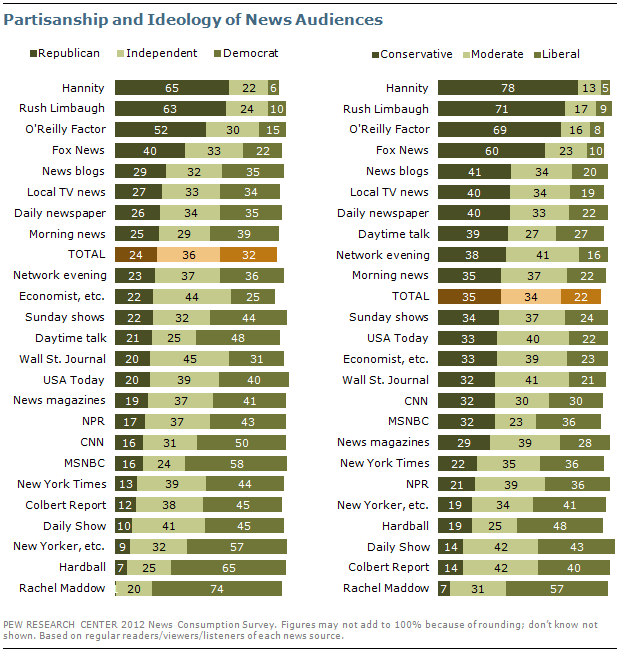 Partisanship and Ideology of News Audiences
Republican Independent Democrat
Hannity 65 22 6
Rush Limbaugh 63 24 10
O'Reilly Factor 52 30 15
Fox News 40 33 22
News blogs 29 32 35
Local TV news 27 33 34
Daily newspaper 26 34 35
Morning news 25 29 39
TOTAL 24 36 32
Network evening 23 37 36
Economist, etc. 22 44 25
Sunday shows 22 32 44
Daytime talk 21 25 48
Wall St. Journal 20 45 31
USA Today 20 39 40
News magazines 19 37 41
NPR 17 37 43
CNN 16 31 50
MSNBC 16 24 58
New York Times 13 39 44
Colbert Report 12 38 45
Daily Show 10 41 45
New Yorker, etc. 9 32 57
Hardball 7 25 65
Rachel Maddow 20 74
Conservative Moderate Liberal
Hannity 78 13 5
Rush Limbaugh 71 17 9
O'Reilly Factor 69 16 8
Fox News 60 23 10
News blogs 41 34 20
Local TV news 40 34 19
Daily newspaper 40 33 22
Daytime talk 39 27 27
Network evening 38 41 16
Morning news 35 37 22
TOTAL 35 34 22
Sunday shows 34 37 24
USA Today 33 40 22
Economist, etc. 33 39 23
Wall St. Journal 32 41 21
CNN 32 30 30
MSNBC 32 23 36
News magazines 29 39 28
New York Times 22 35 36
NPR 21 39 36
New Yorker, etc. 19 34 41
Hardball 19 25 48
Daily Show 14 42 43
Colbert Report 14 42 40
Rachel Maddow 7 31 57
PEW RESEARCH CENTER 2012 News Consumption Survey. Figures may not add to 100% because of rounding; don't know not
shown. Based on regular readers/viewers/listeners of each news source.